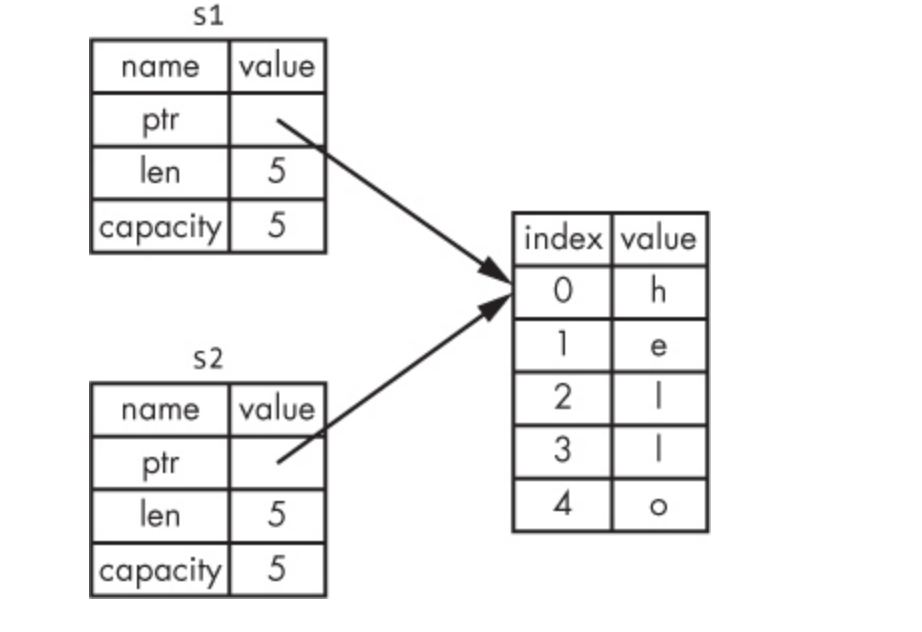 s1
name value
ptr
len 5
capacity 5
index value
0 h
1 e
2 l
3 l
4 o
s2
name value
ptr
len 5
capacity 5